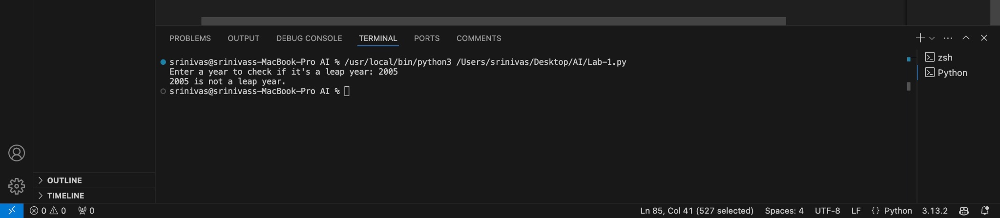 PROBLEMS OUTPUT DEBUG CONSOLE TERMINAL PORTS COMMENTS
srinivas@srinivass-MacBook-Pro AI % /usr/local/bin/python3 /Users/srinivas/Desktop/AI/Lab-1.py
Enter a year to check if it's a leap year: 2005
2005 is not a leap year.
srinivas@srinivass-MacBook-Pro AI %
zsh
Python
OUTLINE
TIMELINE
0 0 0 Ln 85, Col 41 (527 selected) Spaces: 4 UTF-8 LF {} Python 3.13.2